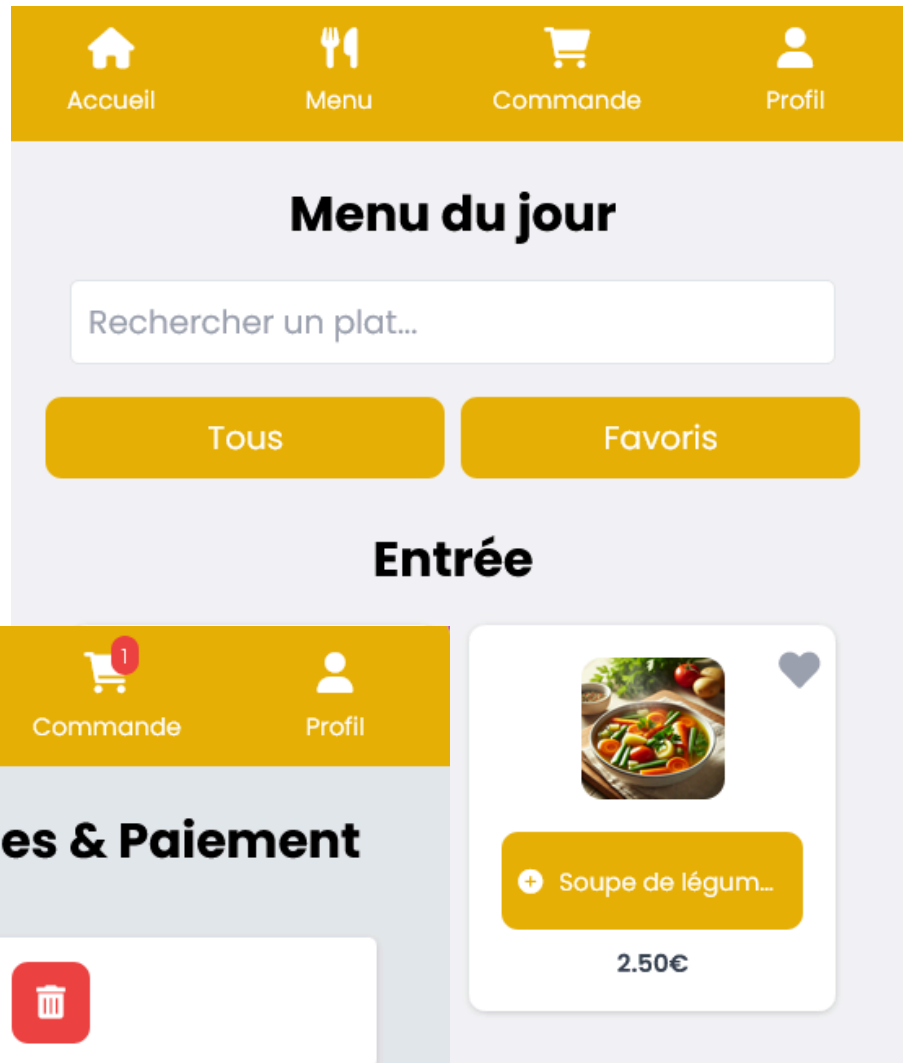 Accueil
Menu
Commande
Profil
Menu du jour
Rechercher un plat...
Tous
Favoris
Entrée
1
Commande
Profil
es & Paiement
Soupe de légum...
2.50€